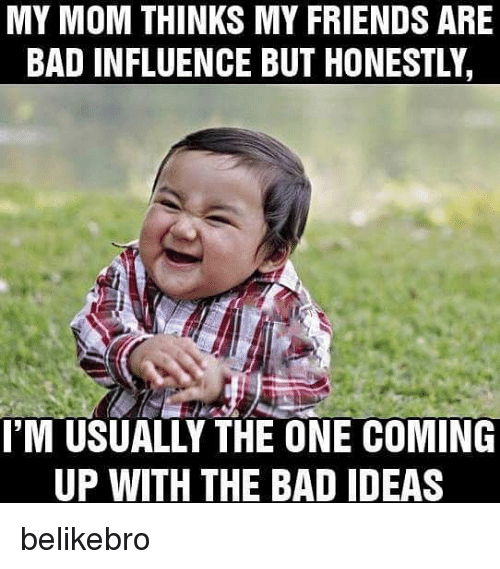 MY MOM THINKS MY FRIENDS ARE
BAD INFLUENCE BUT HONESTLY,
I'M USUALLY THE ONE COMING
UP WITH THE BAD IDEAS
belikebro